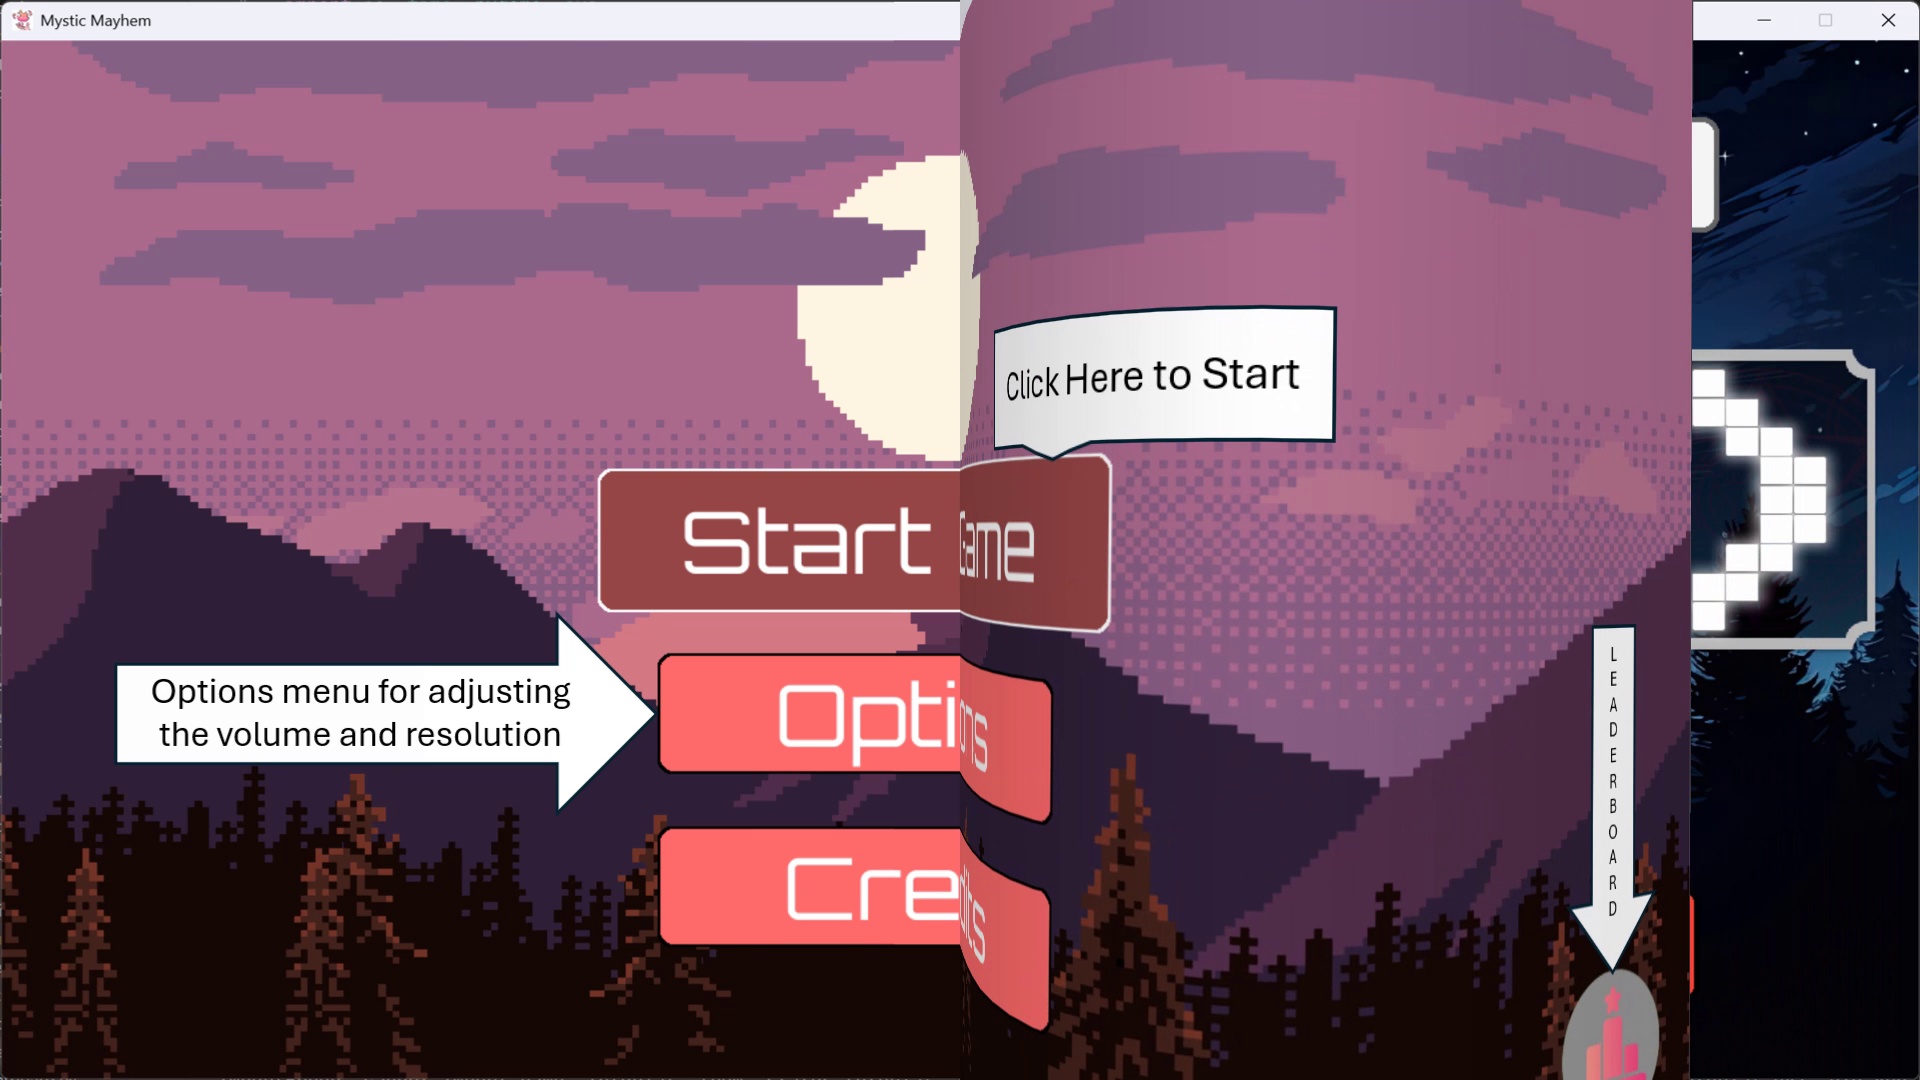 Mystic Mayhem
Click Here to Start
Start Game
Options menu for adjusting
the volume and resolution
Options
Credits
LEADERBOARD